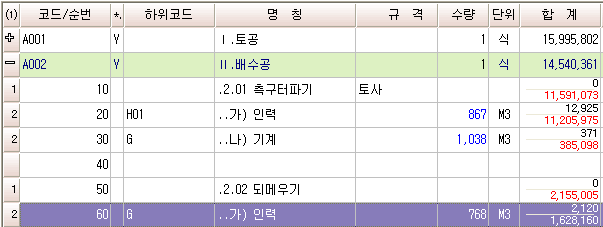 (1) 코드/순번 *. 하위코드 명 칭 규 격 수량 단위 합 계
A001 Y Ⅰ.토공 1 식 15,995,802
A002 Y Ⅱ.배수공 1 식 14,540,361
1 10 .2.01 측구터파기 토사 0
11,591,073
2 20 H01 ..가) 인력 867 M3 12,925
11,205,975
2 30 G ..나) 기계 1,038 M3 371
385,098
40
1 50 .2.02 되메우기 0
2,155,005
2 60 G ..가) 인력 768 M3 2,120
1,628,160